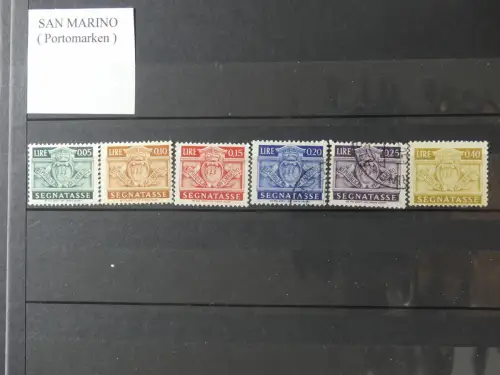 SAN MARINO
( Portomarken )
LIRE 0,05
SEGNATASSE
LIRE 0,10
SEGNATASSE
LIRE 0,15
SEGNATASSE
LIRE 0,20
SEGNATASSE
LIRE 0,25
SEGNATASSE
LIRE 0,40
SEGNATASSE